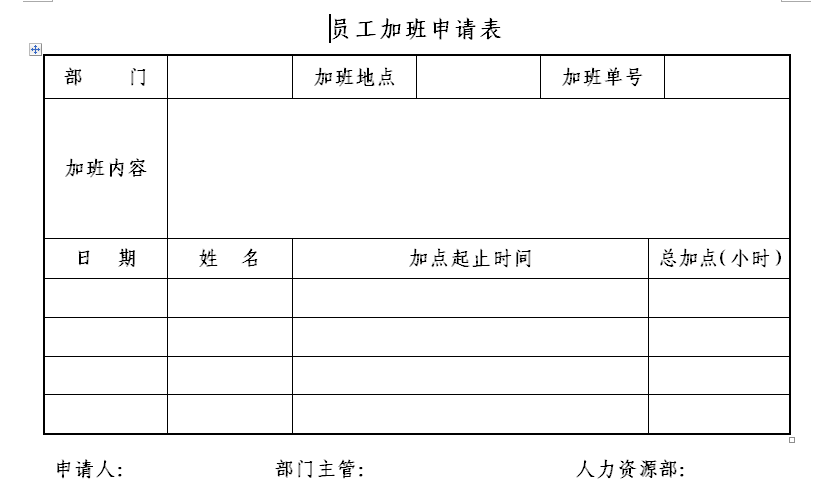 员工加班申请表
部 门 加班地点 加班单号
加班内容
日 期 姓 名 加点起止时间 总加点(小时)
申请人: 部门主管: 人力资源部: